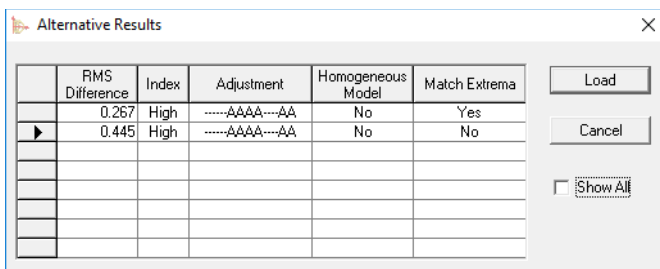 Alternative Results
RMS Difference Index Adjustment Homogeneous Model Match Extrema
0.267 High ------AAAA----AA No Yes
0.445 High ------AAAA----AA No No
Load
Cancel
Show All